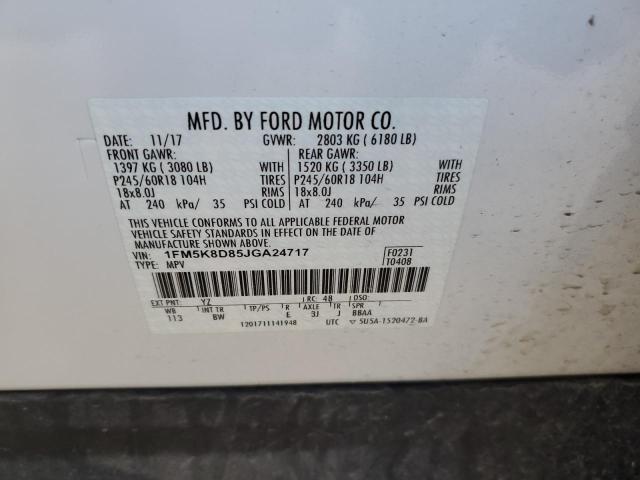 MFD. BY FORD MOTOR CO.
DATE: 11/17 GVWR: 2803 KG ( 6180 LB)
FRONT GAWR: REAR GAWR:
1397 KG ( 3080 LB) WITH 1520 KG ( 3350 LB) WITH
P245/60R18 104H TIRES P245/60R18 104H TIRES
18x8.0J RIMS 18x8.0J RIMS
AT 240 kPa/ 35 PSI COLD AT 240 kPa/ 35 PSI COLD
THIS VEHICLE CONFORMS TO ALL APPLICABLE FEDERAL MOTOR
VEHICLE SAFETY STANDARDS IN EFFECT ON THE DATE OF
MANUFACTURE SHOWN ABOVE.
VIN: 1FM5K8D85JGA24717 F0231
TYPE: MPV T0408
EXT PNT: YZ RC: 48 DSO:
WB INT TR TP/PS R AXLE TR SPR
113 BW E 3J J BBAA
1201711141948 UTC ▽ 5U5A-1520472-BA